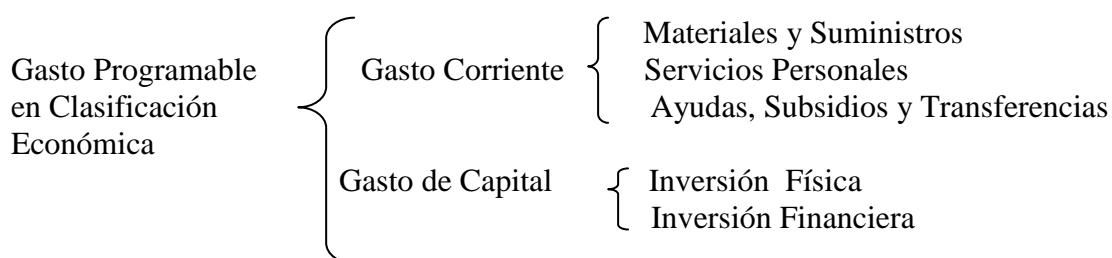 Gasto Programable
en Clasificación
Económica
Gasto Corriente
Materiales y Suministros
Servicios Personales
Ayudas, Subsidios y Transferencias
Gasto de Capital
Inversión Física
Inversión Financiera